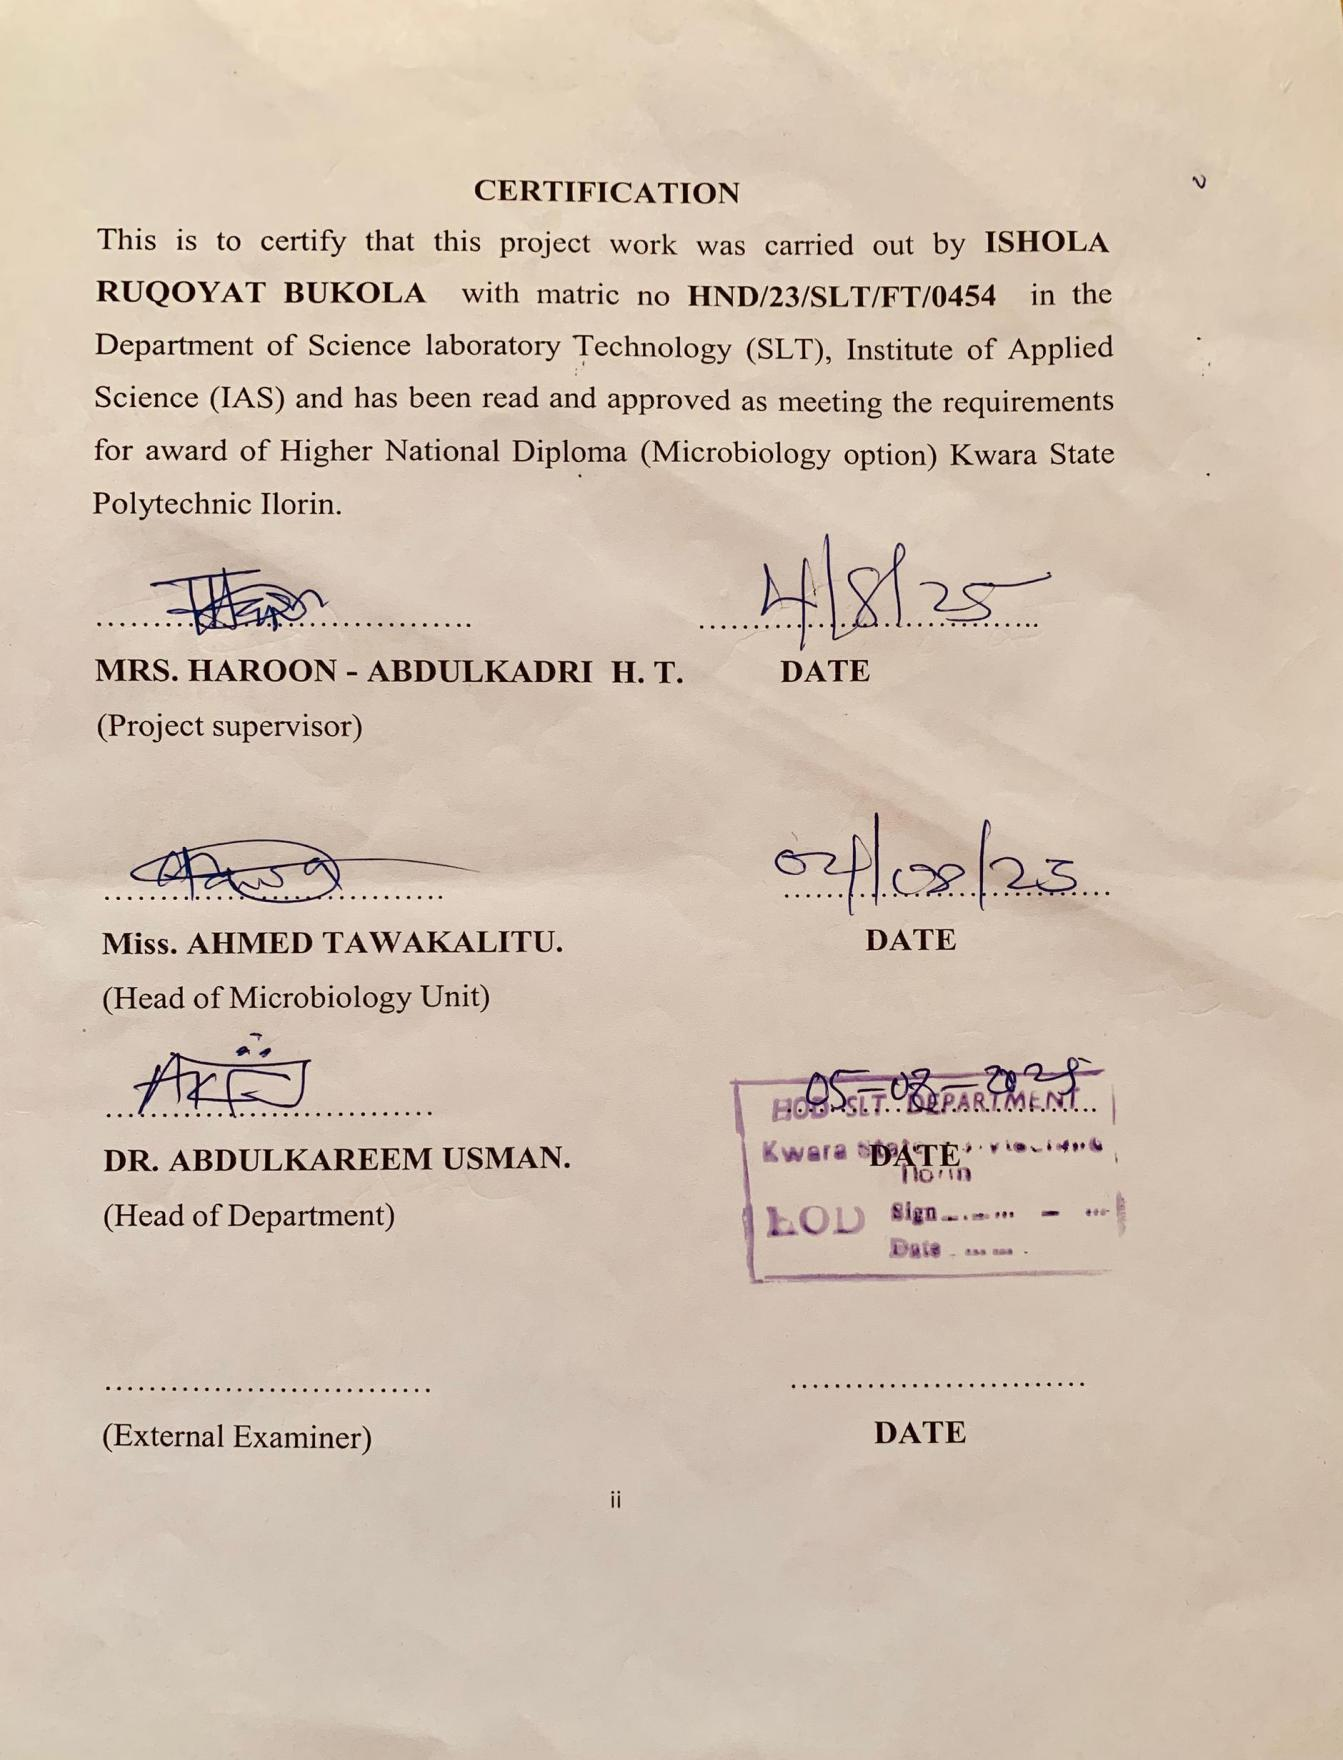 CERTIFICATION
This is to certify that this project work was carried out by ISHOLA
RUQOYAT BUKOLA with matric no HND/23/SLT/FT/0454 in the
Department of Science laboratory Technology (SLT), Institute of Applied
Science (IAS) and has been read and approved as meeting the requirements
for award of Higher National Diploma (Microbiology option) Kwara State
Polytechnic Ilorin.
4/8/25
MRS. HAROON - ABDULKADRI H. T. DATE
(Project supervisor)
04/08/25
Miss. AHMED TAWAKALITU. DATE
(Head of Microbiology Unit)
05-08-2025
HOD SLT DEPARTMENT
DR. ABDULKAREEM USMAN. DATE
Kwara State
Ilorin
(Head of Department)
HOD Sign
Date
(External Examiner) DATE
ii